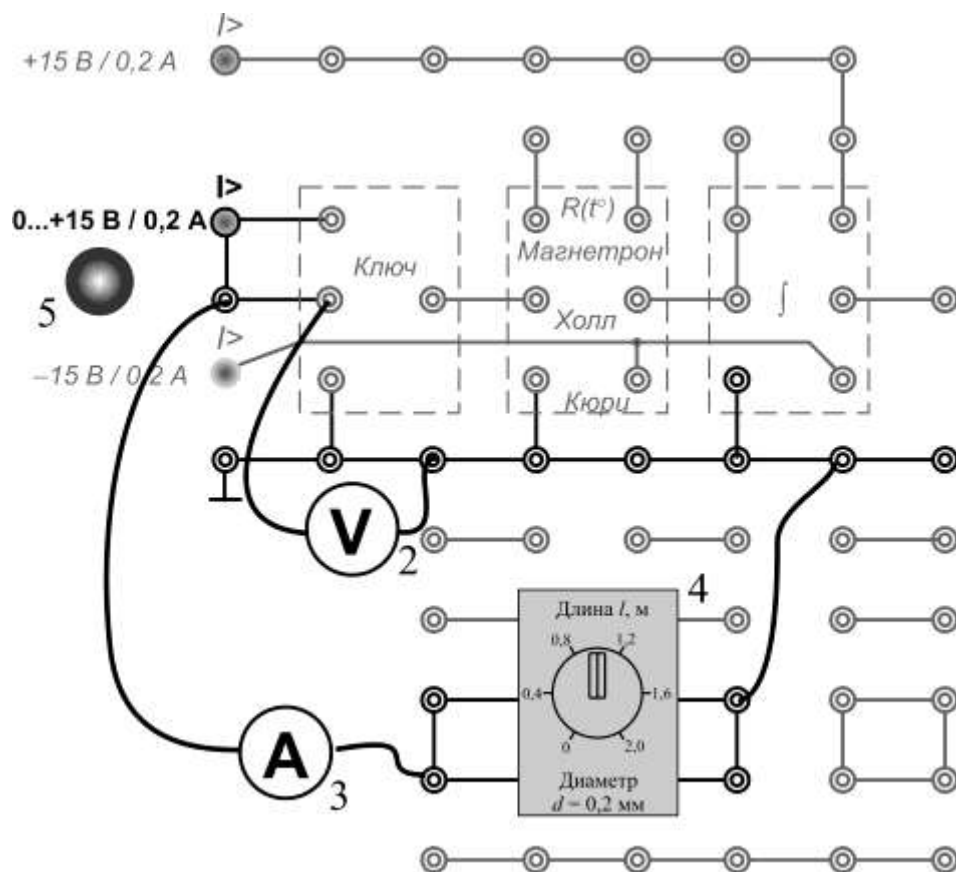 I>
+15 В / 0,2 А
I>
0...+15 В / 0,2 А
R(t°)
Магнетрон
Ключ
∫
5
Холл
I>
–15 В / 0,2 А
Кюри
V
2
4
Длина l, м
0,8
1,2
0,4
1,6
0
2,0
A
3
Диаметр
d = 0,2 мм